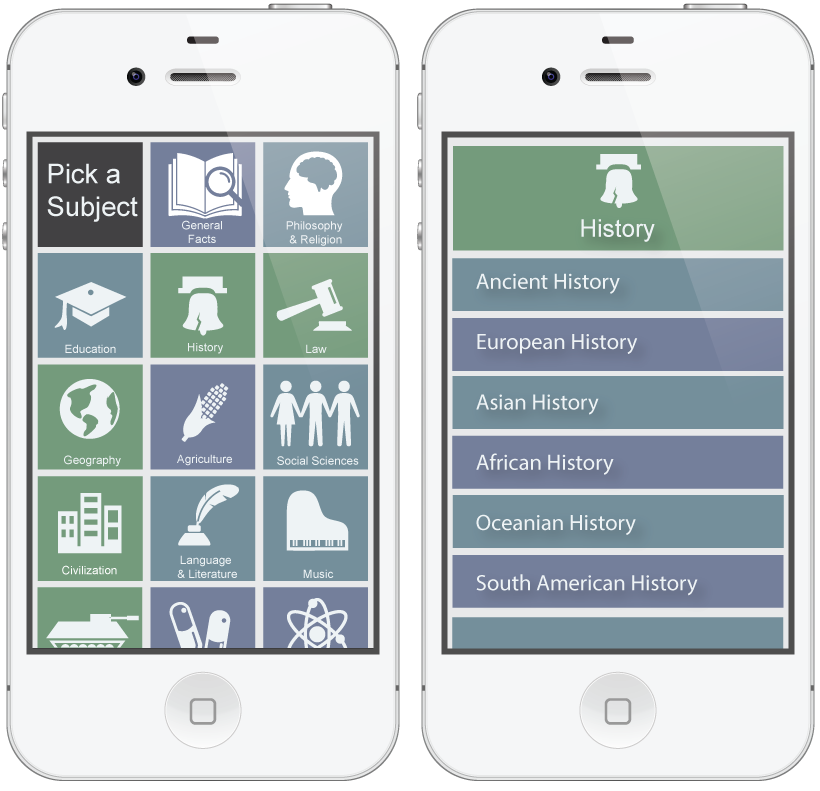 Pick a
Subject
General
Facts
Philosophy
& Religion
Education
History
Law
Geography
Agriculture
Social Sciences
Civilization
Language
& Literature
Music
History
Ancient History
European History
Asian History
African History
Oceanian History
South American History